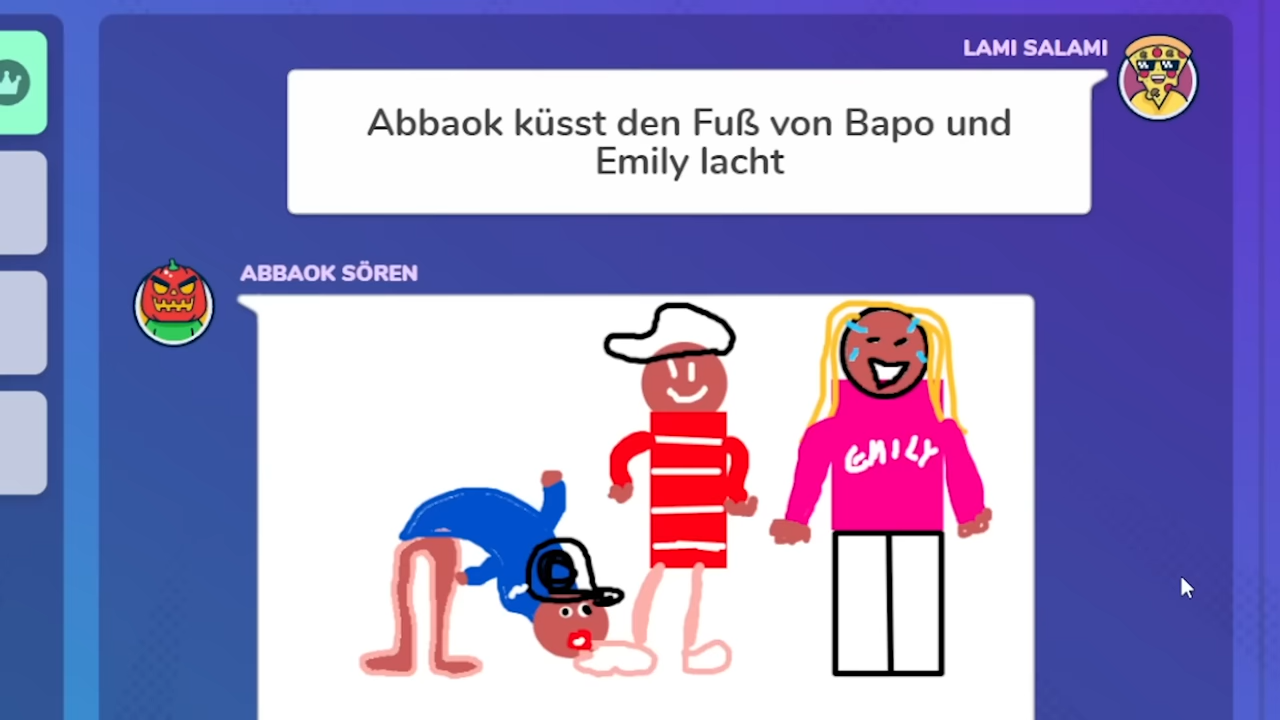 LAMI SALAMI
Abbaok küsst den Fuß von Bapo und
Emily lacht
ABBAOK SÖREN
EMILY